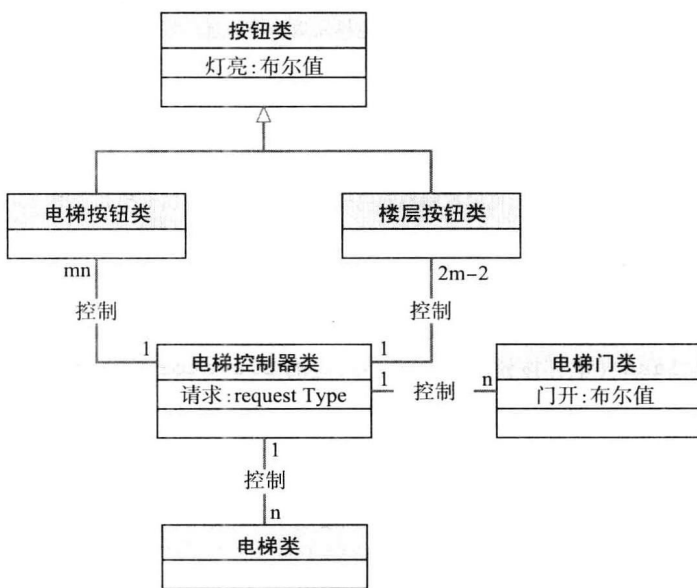 按钮类
灯亮:布尔值
电梯按钮类
楼层按钮类
mn
2m-2
控制
控制
1
电梯控制器类
1
电梯门类
请求:request Type
1
控制
n
门开:布尔值
1
控制
n
电梯类